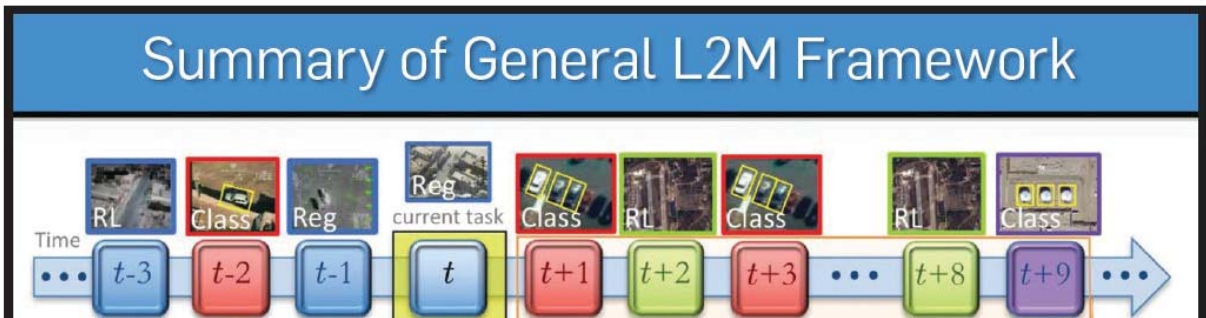 Summary of General L2M Framework
RL
Class
Reg
Reg
current task
Class
RL
Class
RL
Class
Time
••• t-3 t-2 t-1 t t+1 t+2 t+3 ••• t+8 t+9 •••